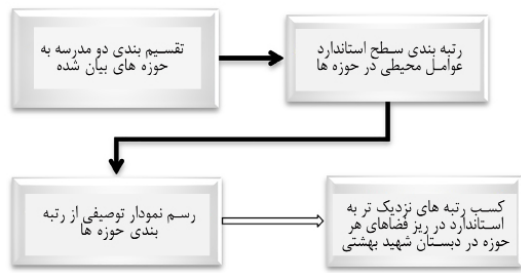 تقسیم بندی دو مدرسه به
حوزه های بیان شده
رتبه بندی سطح استاندارد
عوامل محیطی در حوزه ها
رسم نمودار توصیفی از رتبه
بندی حوزه ها
کسب رتبه های نزدیک تر به
استاندارد در ریز فضاهای هر
حوزه در دبستان شهید بهشتی